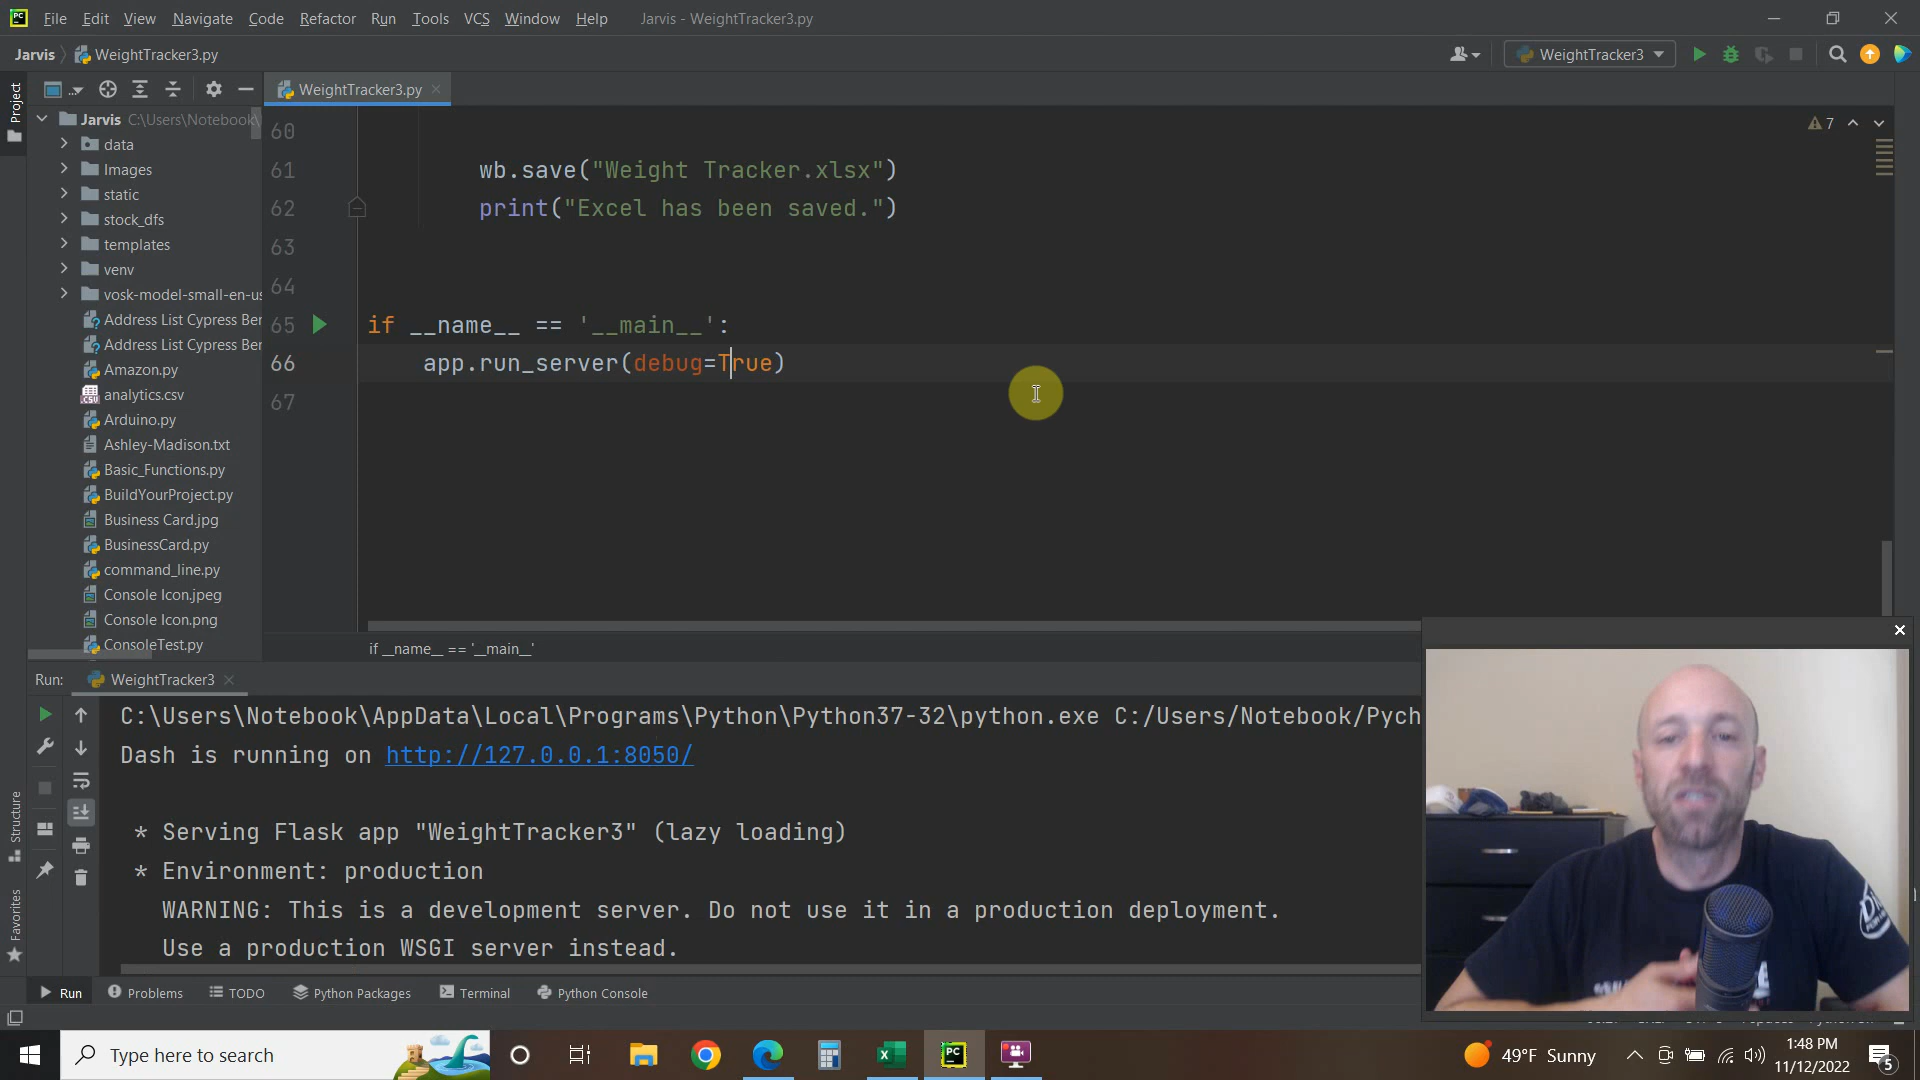 PC File Edit View Navigate Code Refactor Run Tools VCS Window Help Jarvis - WeightTracker3.py
Jarvis WeightTracker3.py WeightTracker3
Project
WeightTracker3.py
Jarvis C:\Users\Notebook\
data
Images
static
stock_dfs
templates
venv
vosk-model-small-en-us
Address List Cypress Ber
Address List Cypress Ber
Amazon.py
analytics.csv
Arduino.py
Ashley-Madison.txt
Basic_Functions.py
BuildYourProject.py
Business Card.jpg
BusinessCard.py
command_line.py
Console Icon.jpeg
Console Icon.png
ConsoleTest.py
7
60
61 wb.save("Weight Tracker.xlsx")
62 print("Excel has been saved.")
63
64
65 if __name__ == '__main__':
66 app.run_server(debug=True)
67
if __name__ == '__main__'
Run: WeightTracker3
C:\Users\Notebook\AppData\Local\Programs\Python\Python37-32\python.exe C:/Users/Notebook/Pych
Dash is running on http://127.0.0.1:8050/
* Serving Flask app "WeightTracker3" (lazy loading)
* Environment: production
WARNING: This is a development server. Do not use it in a production deployment.
Use a production WSGI server instead.
Structure
Favorites
Run Problems TODO Python Packages Terminal Python Console
Type here to search
PC
49°F Sunny
1:48 PM
11/12/2022
5